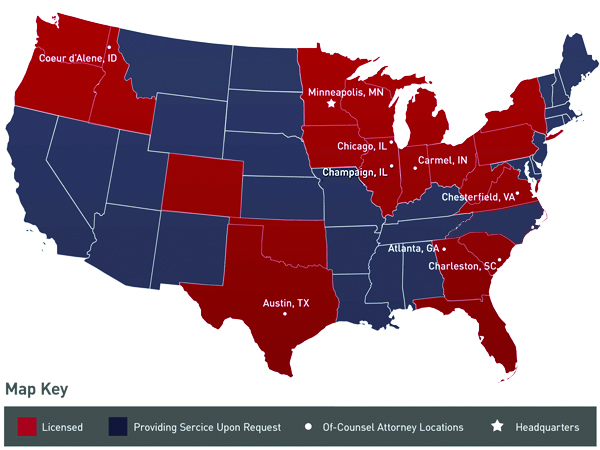 Coeur d'Alene, ID
Minneapolis, MN
Chicago, IL
Carmel, IN
Champaign, IL
Chesterfield, VA
Atlanta, GA
Charleston, SC
Austin, TX
Map Key
Licensed
Providing Sercice Upon Request
Of-Counsel Attorney Locations
Headquarters